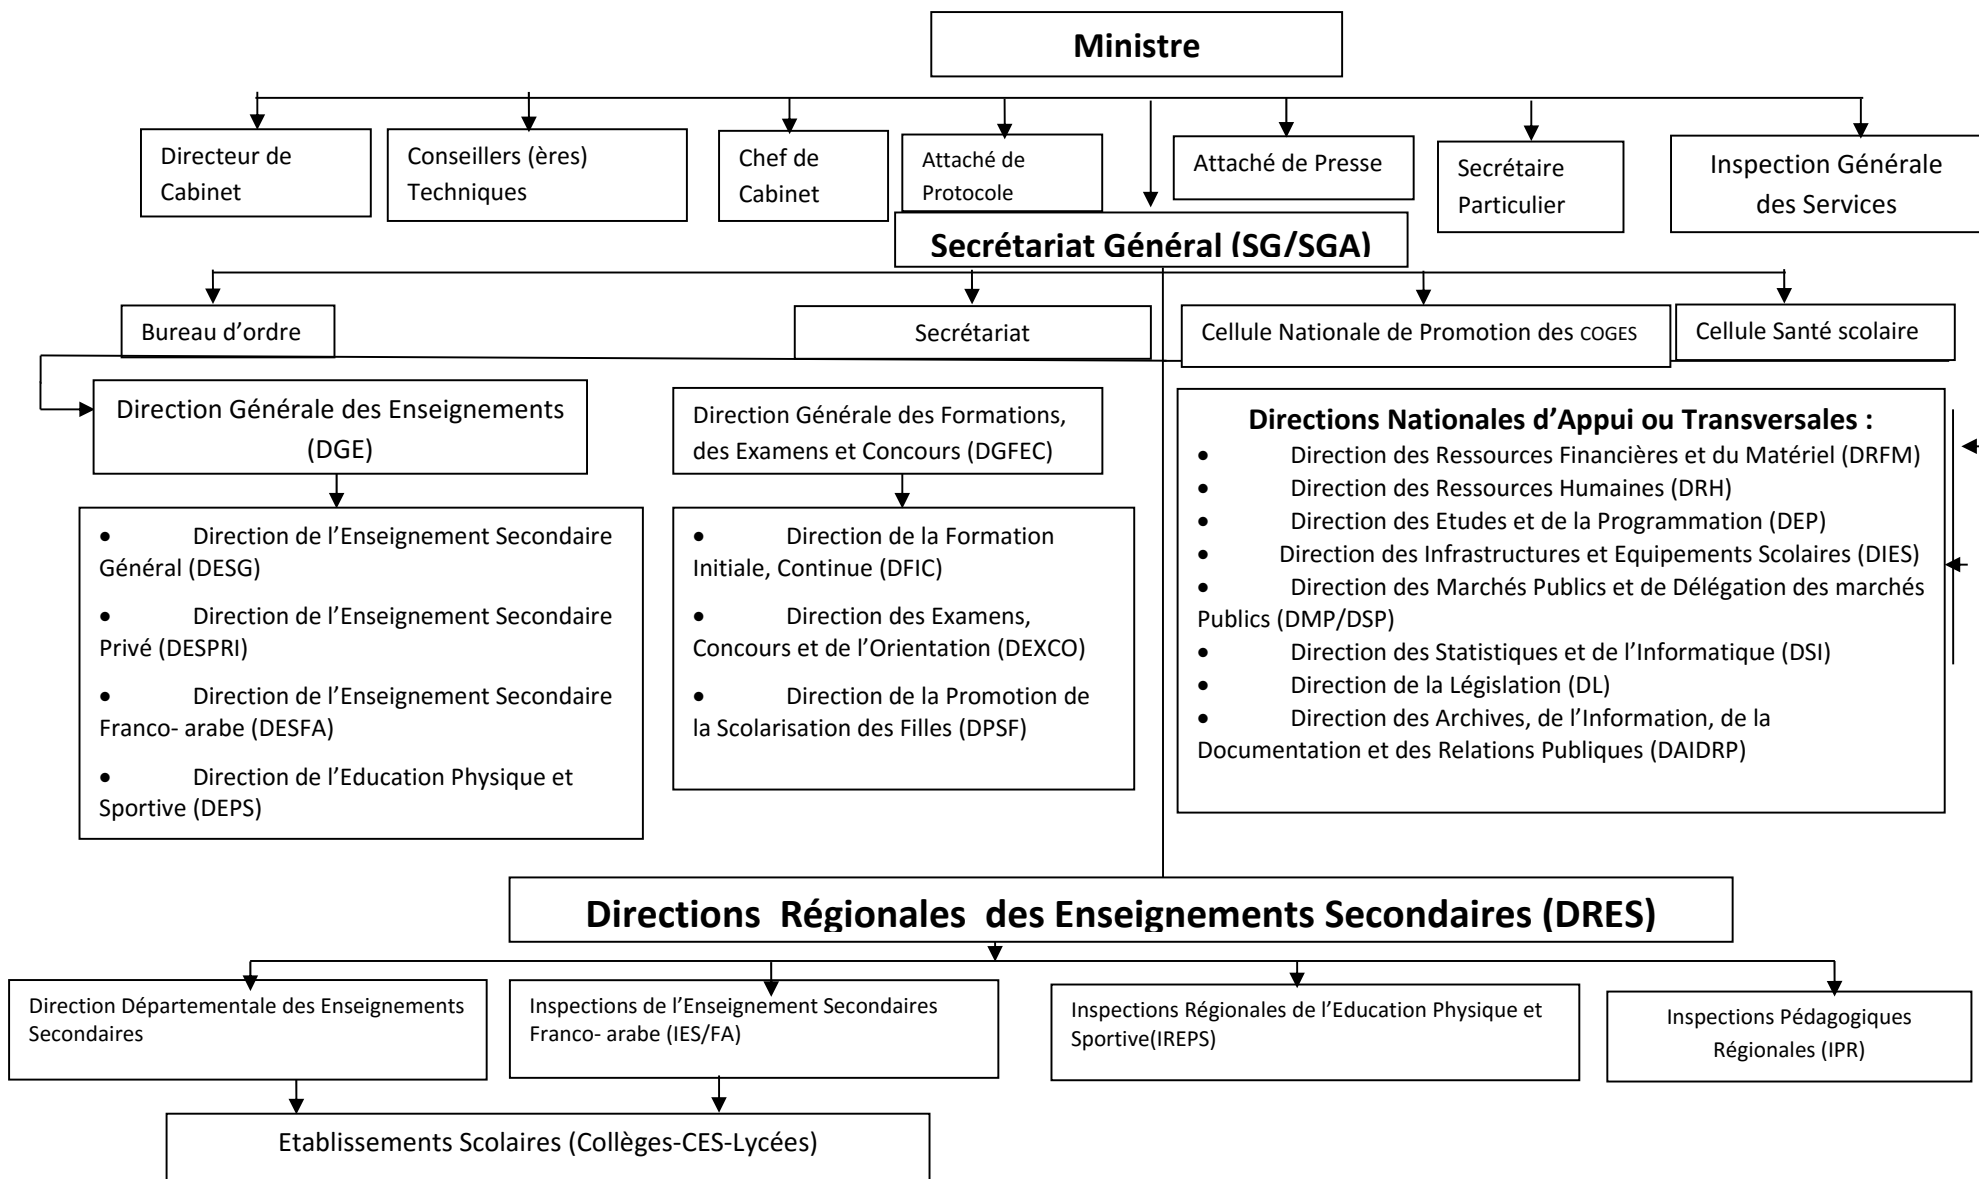 Ministre
Directeur de
Cabinet
Conseillers (ères)
Techniques
Chef de
Cabinet
Attaché de
Protocole
Attaché de Presse
Secrétaire
Particulier
Inspection Générale
des Services
Secrétariat Général (SG/SGA)
Bureau d’ordre
Secrétariat
Cellule Nationale de Promotion des COGES
Cellule Santé scolaire
Direction Générale des Enseignements
(DGE)
Direction Générale des Formations,
des Examens et Concours (DGFEC)
• Direction de l’Enseignement Secondaire
Général (DESG)
• Direction de l’Enseignement Secondaire
Privé (DESPRI)
• Direction de l’Enseignement Secondaire
Franco- arabe (DESFA)
• Direction de l’Education Physique et
Sportive (DEPS)
• Direction de la Formation
Initiale, Continue (DFIC)
• Direction des Examens,
Concours et de l’Orientation (DEXCO)
• Direction de la Promotion de
la Scolarisation des Filles (DPSF)
Directions Nationales d’Appui ou Transversales :
• Direction des Ressources Financières et du Matériel (DRFM)
• Direction des Ressources Humaines (DRH)
• Direction des Etudes et de la Programmation (DEP)
• Direction des Infrastructures et Equipements Scolaires (DIES)
• Direction des Marchés Publics et de Délégation des marchés
Publics (DMP/DSP)
• Direction des Statistiques et de l’Informatique (DSI)
• Direction de la Législation (DL)
• Direction des Archives, de l’Information, de la
Documentation et des Relations Publiques (DAIDRP)
Directions Régionales des Enseignements Secondaires (DRES)
Direction Départementale des Enseignements
Secondaires
Inspections de l’Enseignement Secondaires
Franco- arabe (IES/FA)
Inspections Régionales de l’Education Physique et
Sportive(IREPS)
Inspections Pédagogiques
Régionales (IPR)
Etablissements Scolaires (Collèges-CES-Lycées)